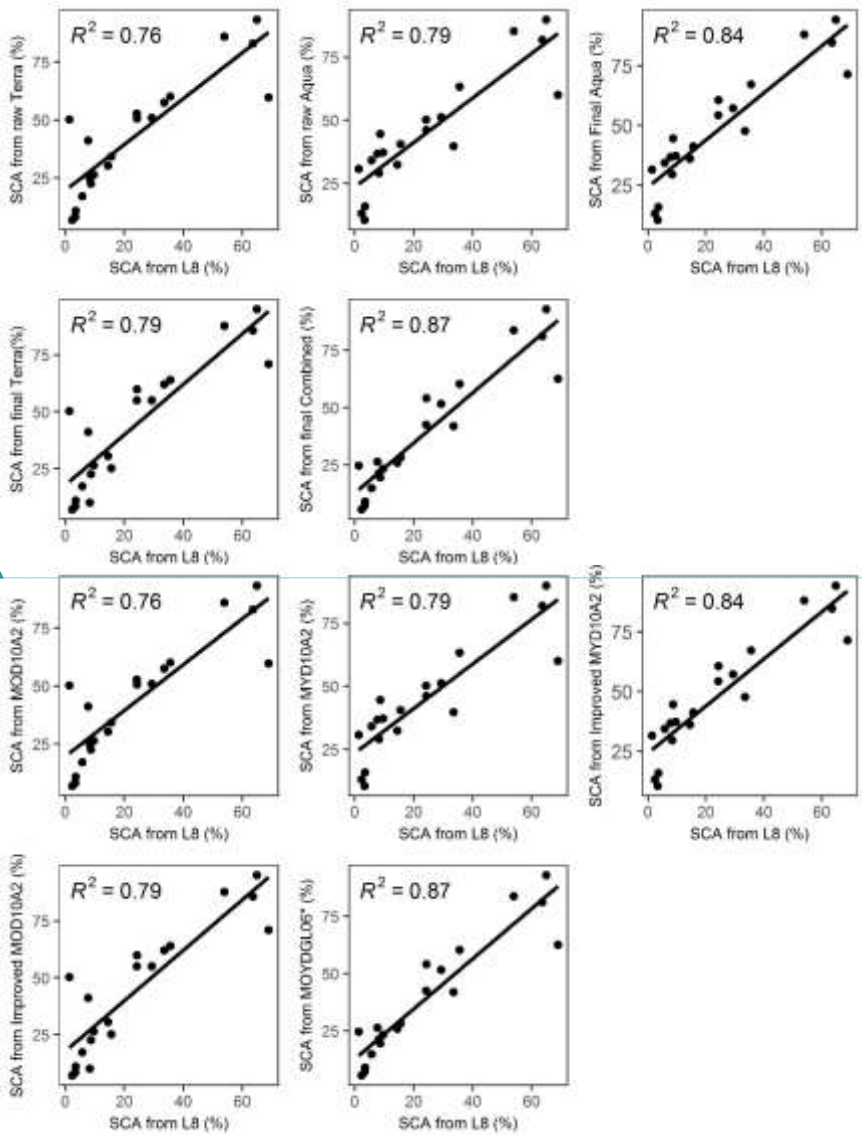 R² = 0.76
SCA from raw Terra (%)
75
50
25
0 20 40 60
SCA from L8 (%)
R² = 0.79
SCA from raw Aqua (%)
75
50
25
0 20 40 60
SCA from L8 (%)
R² = 0.84
SCA from Final Aqua (%)
75
50
25
0 20 40 60
SCA from L8 (%)
R² = 0.79
SCA from final Terra(%)
75
50
25
0 20 40 60
SCA from L8 (%)
R² = 0.87
SCA from final Combined (%)
75
50
25
0 20 40 60
SCA from L8 (%)
R² = 0.76
SCA from MOD10A2 (%)
75
50
25
0 20 40 60
SCA from L8 (%)
R² = 0.79
SCA from MYD10A2 (%)
75
50
25
0 20 40 60
SCA from L8 (%)
R² = 0.84
SCA from Improved MYD10A2 (%)
75
50
25
0 20 40 60
SCA from L8 (%)
R² = 0.79
SCA from Improved MOD10A2 (%)
75
50
25
0 20 40 60
SCA from L8 (%)
R² = 0.87
SCA from MOYDGL06* (%)
75
50
25
0 20 40 60
SCA from L8 (%)